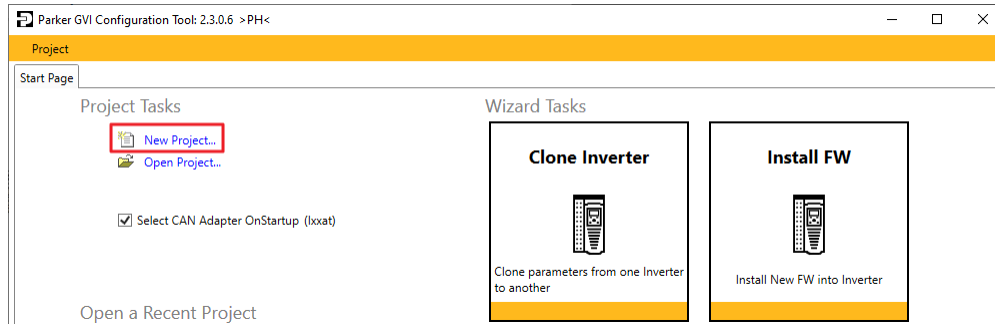 Parker GVI Configuration Tool: 2.3.0.6 >PH<
Project
Start Page
Project Tasks
New Project...
Open Project...
Select CAN Adapter OnStartup (Ixxat)
Open a Recent Project
Wizard Tasks
Clone Inverter
Clone parameters from one Inverter
to another
Install FW
Install New FW into Inverter